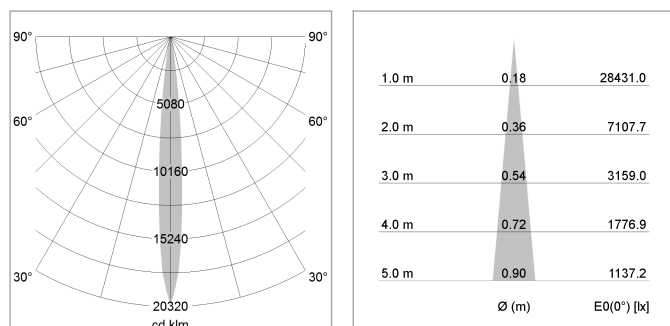 90° 90°
5080
60° 60°
10160
15240
30° 30°
20320
cd klm
1.0 m 0.18 28431.0
2.0 m 0.36 7107.7
3.0 m 0.54 3159.0
4.0 m 0.72 1776.9
5.0 m 0.90 1137.2
Ø (m) E0(0°) [lx]